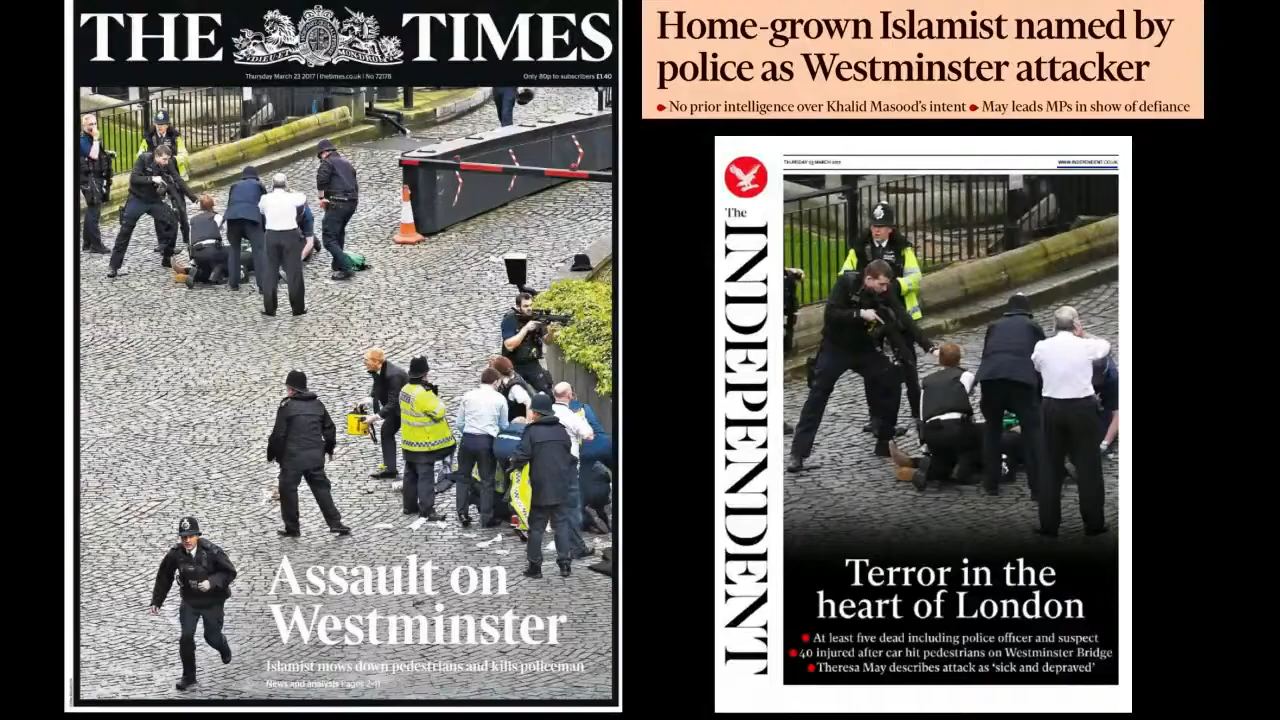 THE TIMES
Thursday March 23 2017 | thetimes.co.uk | No 72178
Only 80p to subscribers £1.40
Assault on
Westminster
Islamist mows down pedestrians and kills policeman
News and analysis Pages 2-11
Home-grown Islamist named by
police as Westminster attacker
No prior intelligence over Khalid Masood's intent
May leads MPs in show of defiance
THURSDAY 23 MARCH 2017
WWW.INDEPENDENT.CO.UK
The
INDEPENDENT
Terror in the
heart of London
At least five dead including police officer and suspect
40 injured after car hit pedestrians on Westminster Bridge
Theresa May describes attack as ‘sick and depraved’